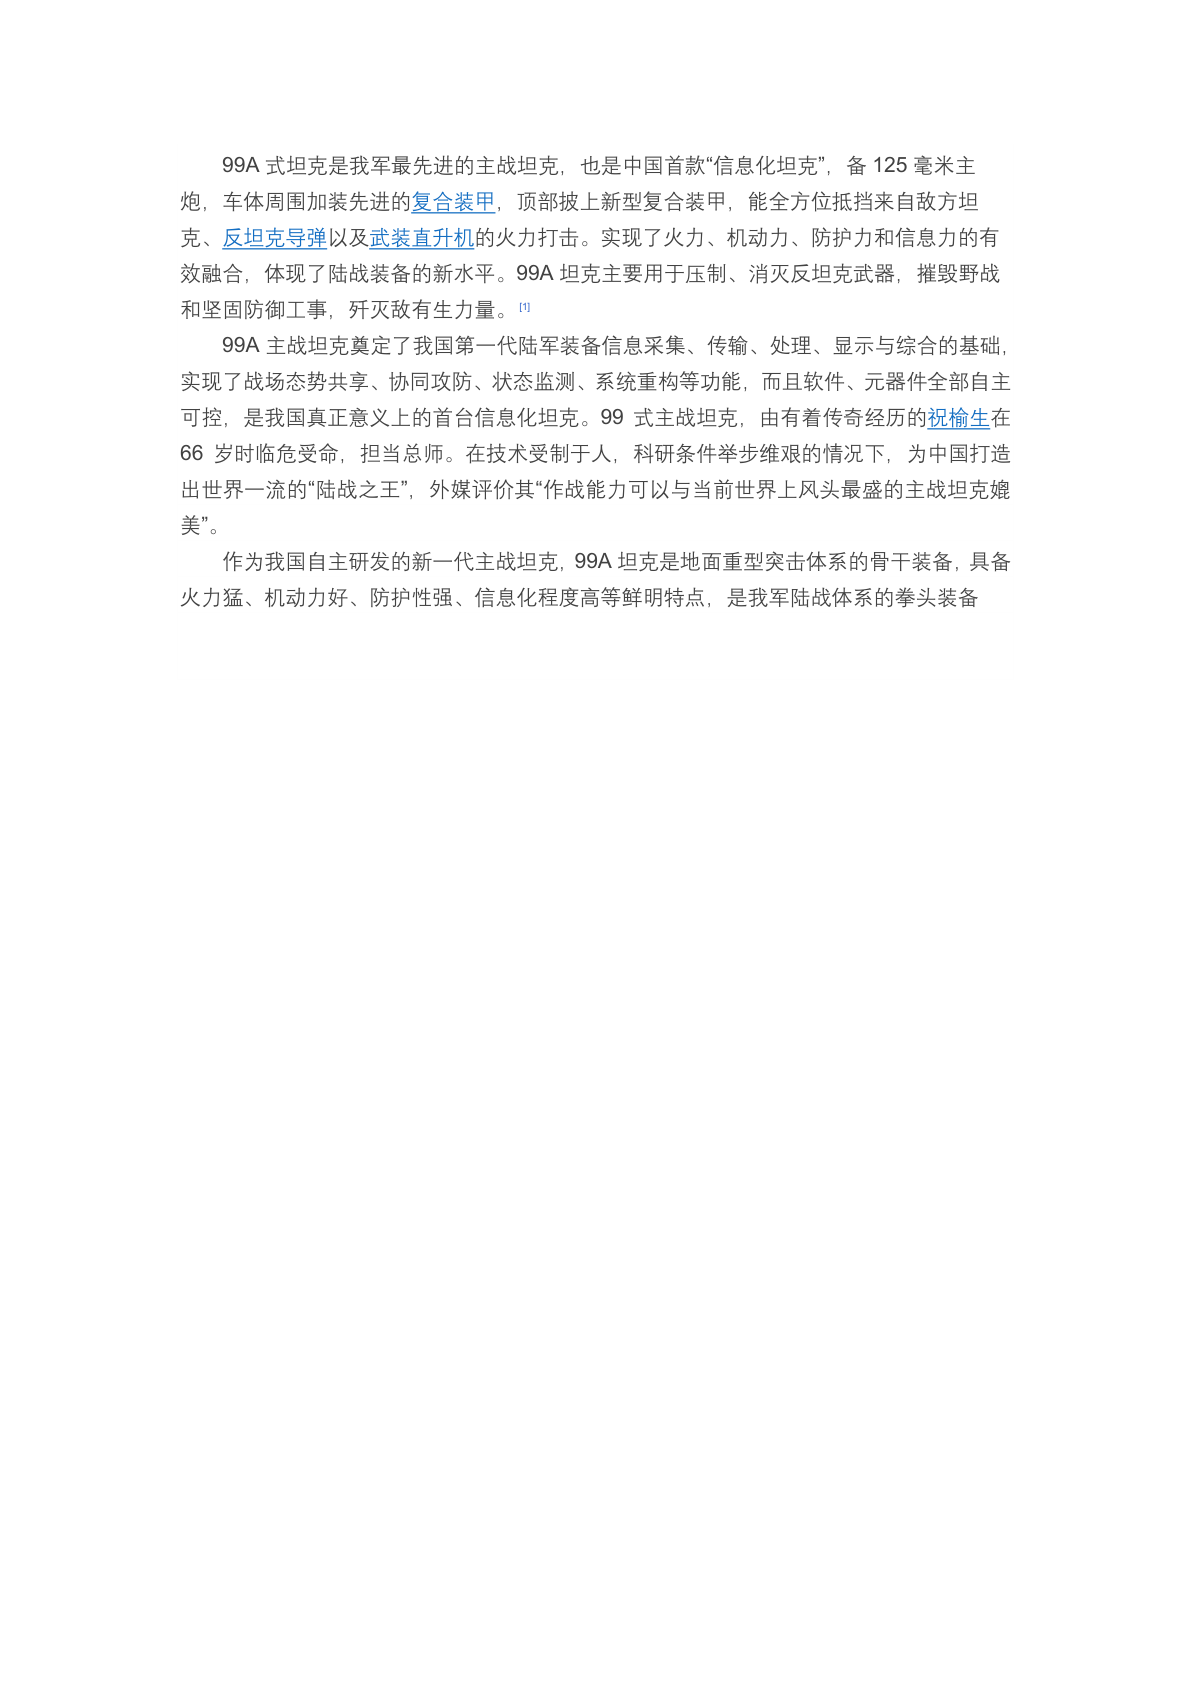 99A 式坦克是我军最先进的主战坦克，也是中国首款“信息化坦克”，备 125 毫米主
炮，车体周围加装先进的复合装甲，顶部披上新型复合装甲，能全方位抵挡来自敌方坦
克、反坦克导弹以及武装直升机的火力打击。实现了火力、机动力、防护力和信息力的有
效融合，体现了陆战装备的新水平。99A 坦克主要用于压制、消灭反坦克武器，摧毁野战
和坚固防御工事，歼灭敌有生力量。[1]
99A 主战坦克奠定了我国第一代陆军装备信息采集、传输、处理、显示与综合的基础，
实现了战场态势共享、协同攻防、状态监测、系统重构等功能，而且软件、元器件全部自主
可控，是我国真正意义上的首台信息化坦克。99 式主战坦克，由有着传奇经历的祝榆生在
66 岁时临危受命，担当总师。在技术受制于人，科研条件举步维艰的情况下，为中国打造
出世界一流的“陆战之王”，外媒评价其“作战能力可以与当前世界上风头最盛的主战坦克媲
美”。
作为我国自主研发的新一代主战坦克，99A 坦克是地面重型突击体系的骨干装备，具备
火力猛、机动力好、防护性强、信息化程度高等鲜明特点，是我军陆战体系的拳头装备